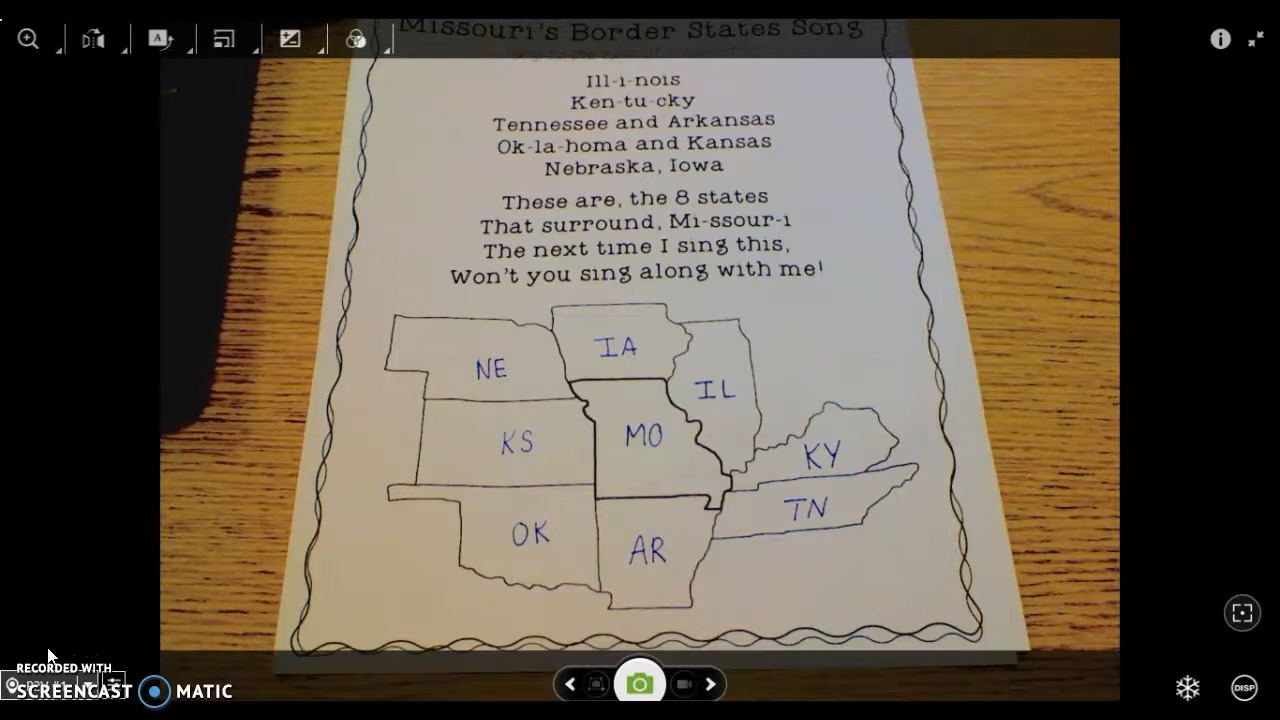 Missouri's Border States Song
Ill-i-nois
Ken-tu-cky
Tennessee and Arkansas
Ok-la-homa and Kansas
Nebraska, Iowa
These are, the 8 states
That surround, Mi-ssour-i
The next time I sing this,
Won't you sing along with me!
NE
IA
IL
KS
MO
KY
TN
OK
AR
RECORDED WITH
SCREENCAST MATIC
DISP